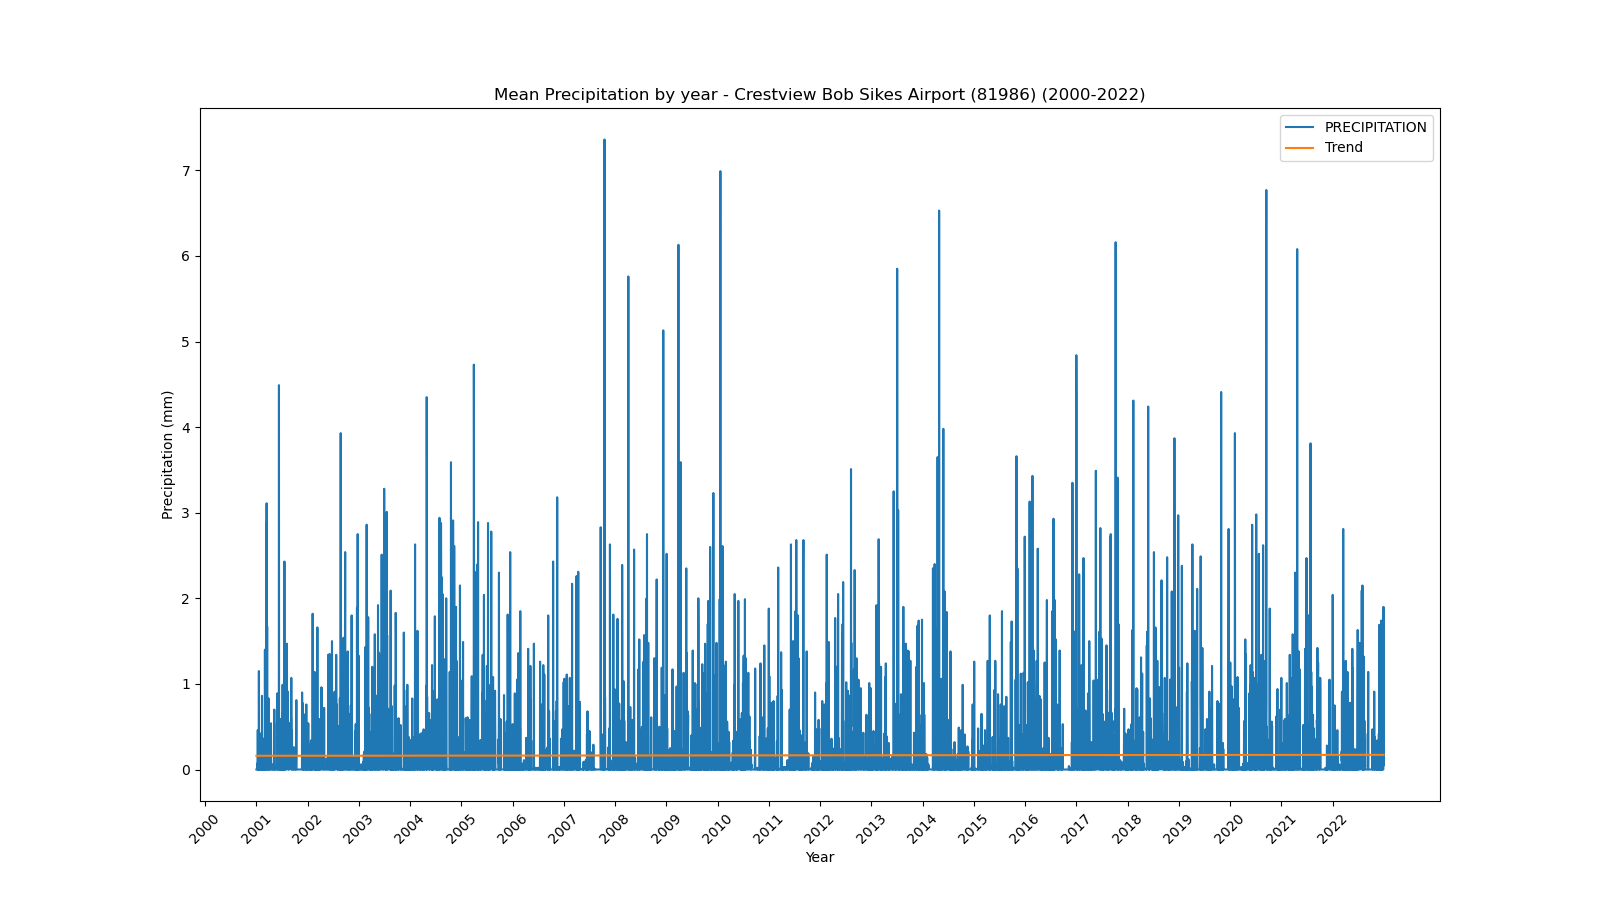 Mean Precipitation by year - Crestview Bob Sikes Airport (81986) (2000-2022)
PRECIPITATION
Trend
Precipitation (mm)
7
6
5
4
3
2
1
0
2000 2001 2002 2003 2004 2005 2006 2007 2008 2009 2010 2011 2012 2013 2014 2015 2016 2017 2018 2019 2020 2021 2022
Year